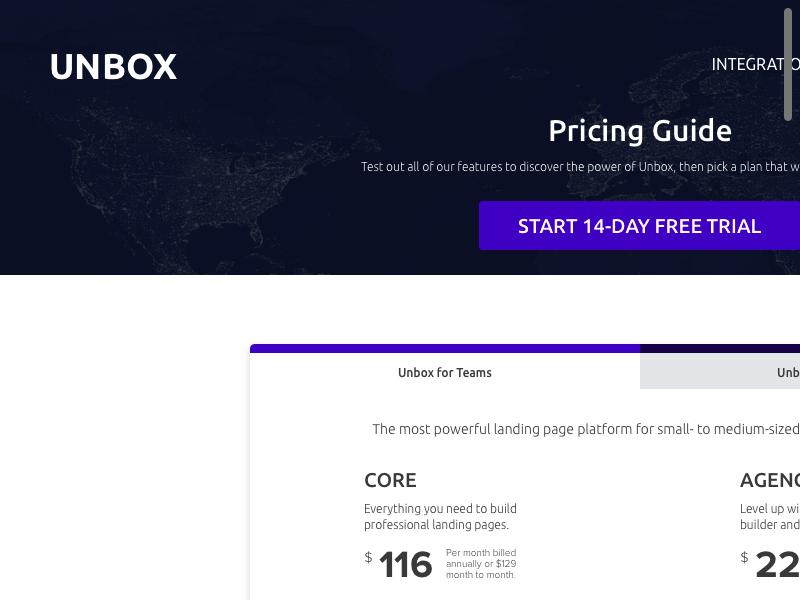 UNBOX
INTEGRATIO
Pricing Guide
Test out all of our features to discover the power of Unbox, then pick a plan that w
START 14-DAY FREE TRIAL
Unbox for Teams
Unb
The most powerful landing page platform for small- to medium-sized
CORE
Everything you need to build
professional landing pages.
$ 116
Per month billed
annually or $129
month to month.
AGENC
Level up wi
builder and
$ 22